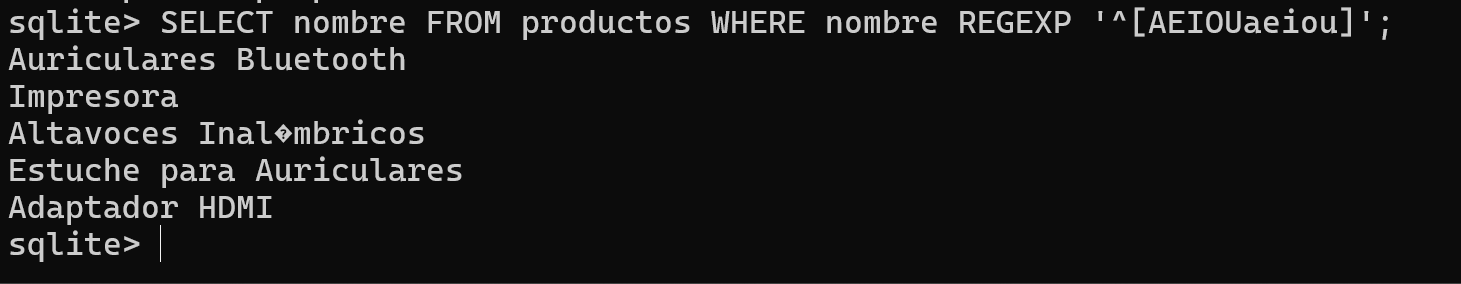 sqlite> SELECT nombre FROM productos WHERE nombre REGEXP '^[AEIOUaeiou]';
Auriculares Bluetooth
Impresora
Altavoces Inal�mbricos
Estuche para Auriculares
Adaptador HDMI
sqlite>